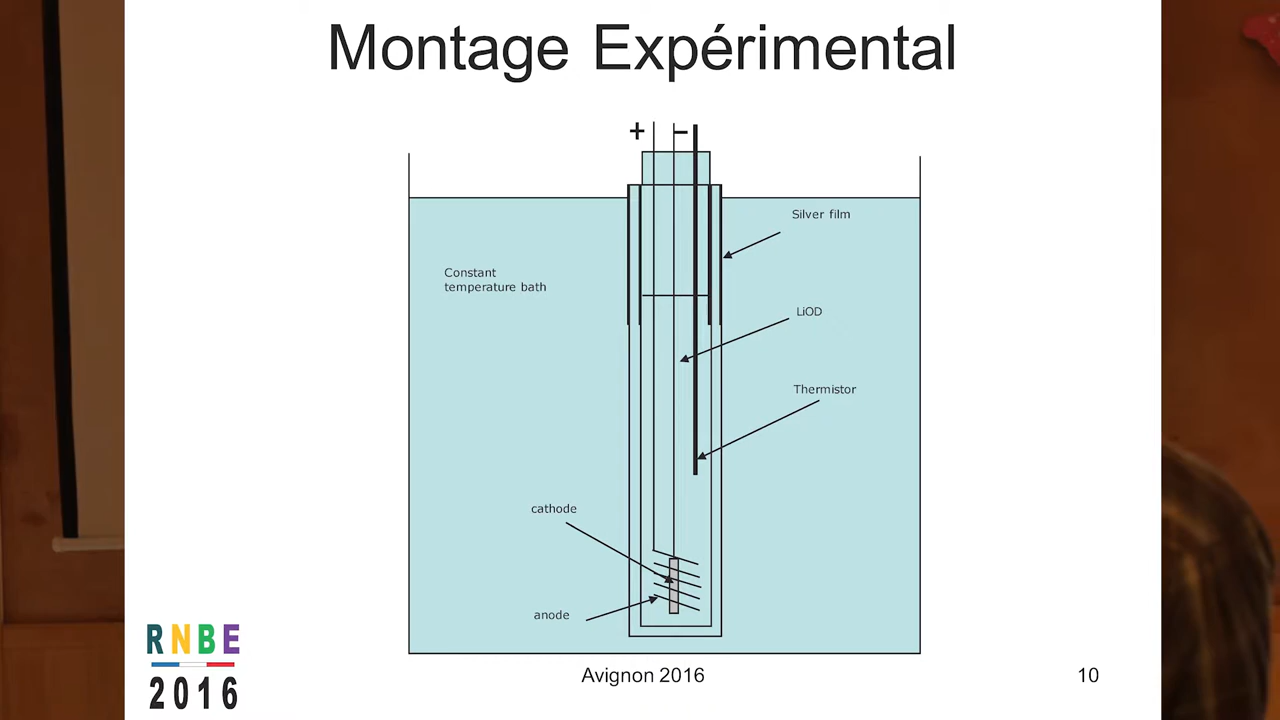 Montage Expérimental
+ −
Silver film
Constant
temperature bath
LiOD
Thermistor
cathode
anode
RNBE
2016
Avignon 2016
10